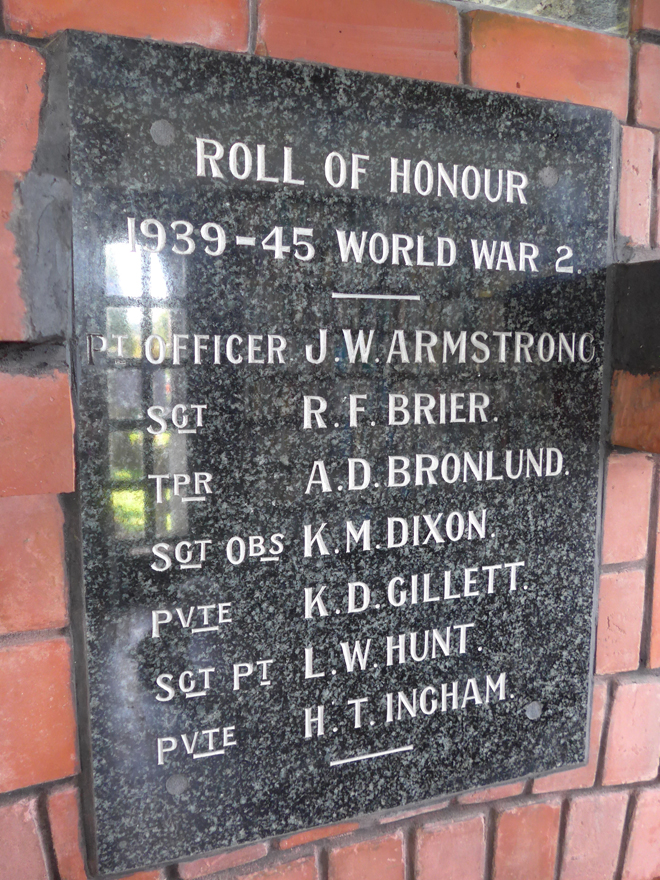 ROLL OF HONOUR
1939-45 WORLD WAR 2.
PT OFFICER J.W. ARMSTRONG
SGT R.F. BRIER.
TPR A.D. BRONLUND.
SGT OBS K.M. DIXON.
PVTE K.D. GILLETT.
SGT PT L.W. HUNT.
PVTE H.T. INGHAM.